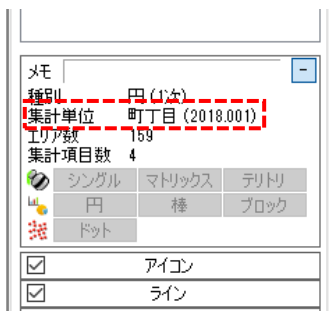 メモ
種別 円 (1次)
集計単位 町丁目 (2018.001)
エリア数 159
集計項目数 4
シングル マトリックス テリトリ
円 棒 ブロック
ドット
アイコン
ライン